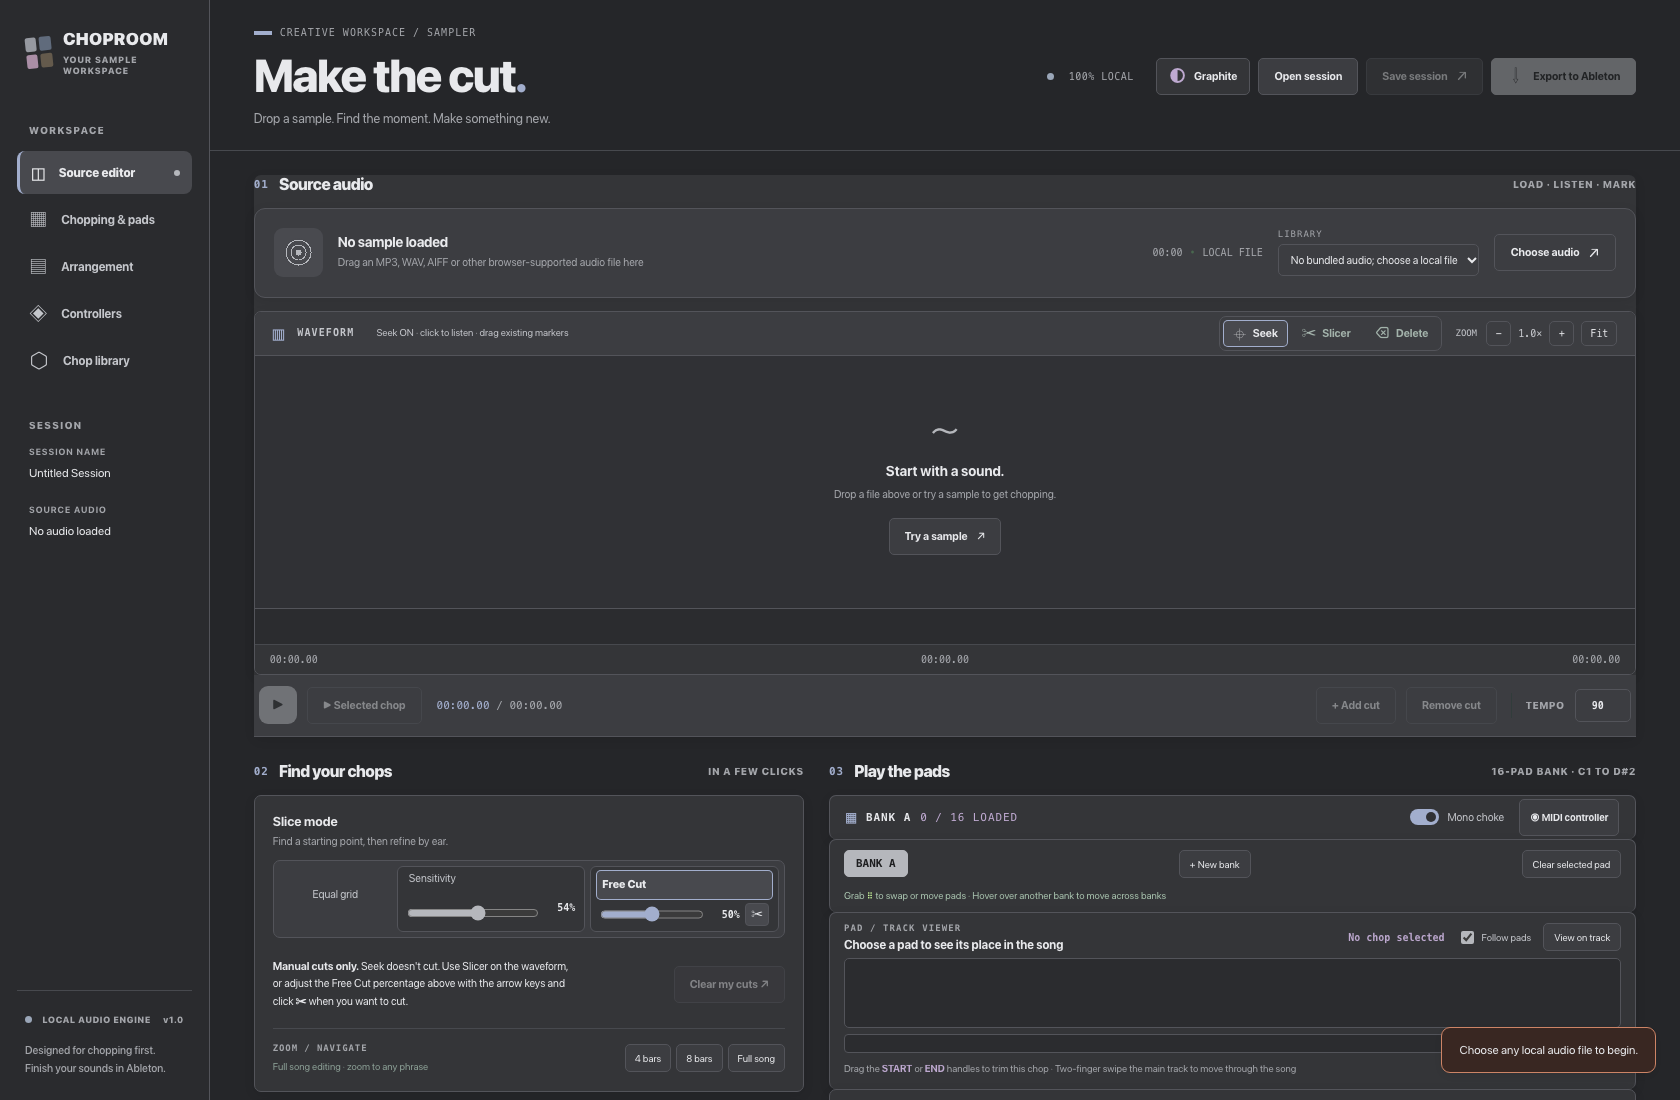 CHOPROOM
YOUR SAMPLE
WORKSPACE
WORKSPACE
Source editor
Chopping & pads
Arrangement
Controllers
Chop library
SESSION
SESSION NAME
Untitled Session
SOURCE AUDIO
No audio loaded
LOCAL AUDIO ENGINE v1.0
Designed for chopping first.
Finish your sounds in Ableton.
CREATIVE WORKSPACE / SAMPLER
Make the cut.
Drop a sample. Find the moment. Make something new.
100% LOCAL
Graphite
Open session
Save session ↗
Export to Ableton
01 Source audio
LOAD · LISTEN · MARK
No sample loaded
Drag an MP3, WAV, AIFF or other browser-supported audio file here
00:00 • LOCAL FILE
LIBRARY
No bundled audio; choose a local file
Choose audio ↗
WAVEFORM
Seek ON · click to listen · drag existing markers
Seek
Slicer
Delete
ZOOM
−
1.0×
+
Fit
~
Start with a sound.
Drop a file above or try a sample to get chopping.
Try a sample ↗
00:00.00
00:00.00
00:00.00
▶ Selected chop
00:00.00 / 00:00.00
+ Add cut
Remove cut
TEMPO
90
02 Find your chops
IN A FEW CLICKS
Slice mode
Find a starting point, then refine by ear.
Equal grid
Sensitivity
54%
Free Cut
50%
✂
Manual cuts only. Seek doesn't cut. Use Slicer on the waveform,
or adjust the Free Cut percentage above with the arrow keys and
click ✂ when you want to cut.
Clear my cuts ↗
ZOOM / NAVIGATE
Full song editing · zoom to any phrase
4 bars
8 bars
Full song
03 Play the pads
16-PAD BANK · C1 TO D#2
BANK A 0 / 16 LOADED
Mono choke
◉ MIDI controller
BANK A
+ New bank
Clear selected pad
Grab ⠿ to swap or move pads · Hover over another bank to move across banks
PAD / TRACK VIEWER
Choose a pad to see its place in the song
No chop selected
Follow pads
View on track
Drag the START or END handles to trim this chop · Two-finger swipe the main track to move through the song
Choose any local audio file to begin.